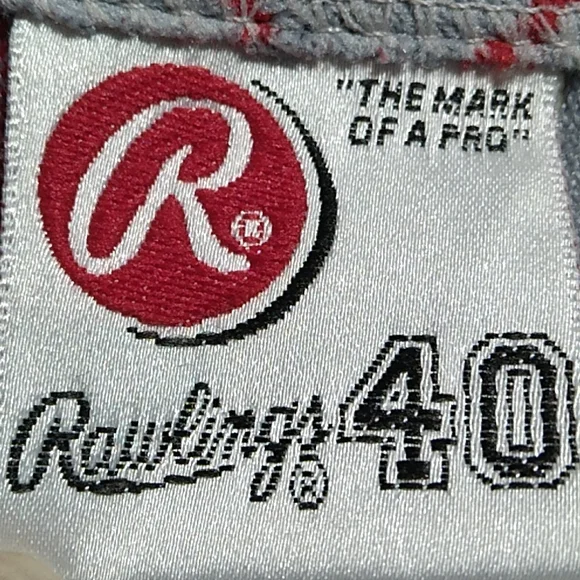 "THE MARK
OF A PRO"
R®
Rawlings® 40